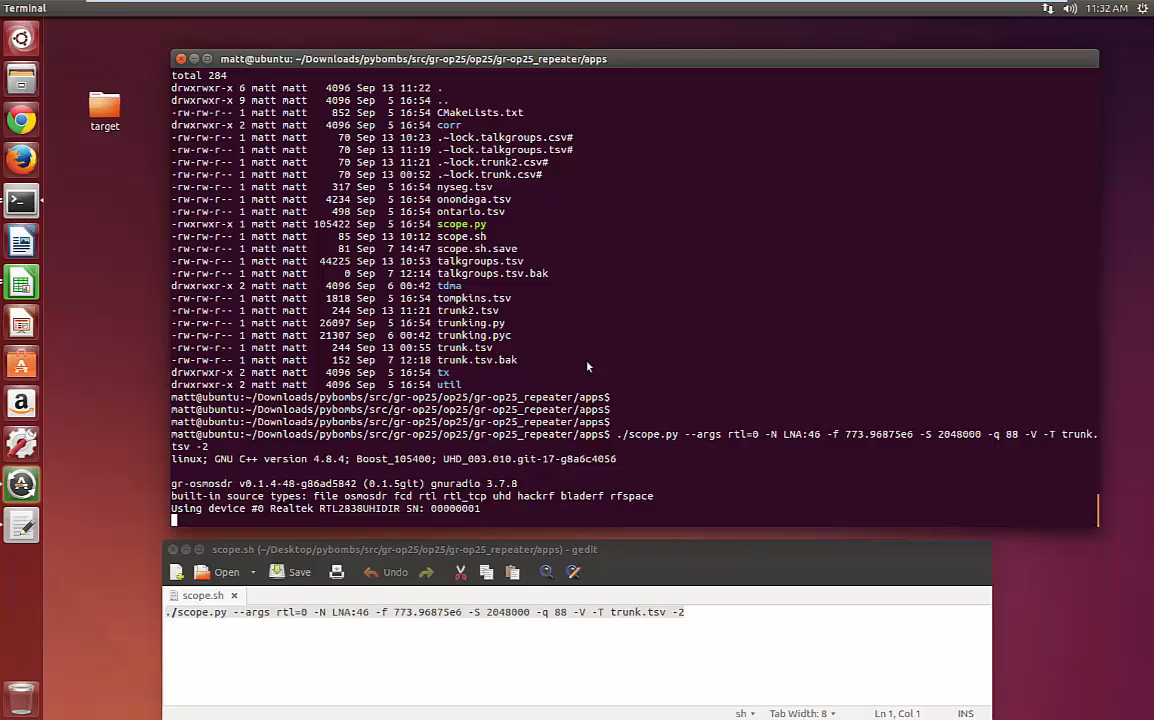 Terminal
11:32 AM
target
matt@ubuntu: ~/Downloads/pybombs/src/gr-op25/op25/gr-op25_repeater/apps
total 284
drwxrwxr-x 6 matt matt   4096 Sep 13 11:22 .
drwxrwxr-x 9 matt matt   4096 Sep  5 16:54 ..
-rw-rw-r-- 1 matt matt    852 Sep  5 16:54 CMakeLists.txt
drwxrwxr-x 2 matt matt   4096 Sep  5 16:54 corr
-rw-rw-r-- 1 matt matt     70 Sep 13 10:23 .~lock.talkgroups.csv#
-rw-rw-r-- 1 matt matt     70 Sep 13 11:19 .~lock.talkgroups.tsv#
-rw-rw-r-- 1 matt matt     70 Sep 13 11:21 .~lock.trunk2.csv#
-rw-rw-r-- 1 matt matt     70 Sep 13 00:52 .~lock.trunk.csv#
-rw-rw-r-- 1 matt matt    317 Sep  5 16:54 nyseg.tsv
-rw-rw-r-- 1 matt matt   4234 Sep  5 16:54 onondaga.tsv
-rw-rw-r-- 1 matt matt    498 Sep  5 16:54 ontario.tsv
-rwxrwxr-x 1 matt matt 105422 Sep  5 16:54 scope.py
-rw-rw-r-- 1 matt matt     85 Sep 13 10:12 scope.sh
-rw-rw-r-- 1 matt matt     81 Sep  7 14:47 scope.sh.save
-rw-rw-r-- 1 matt matt  44225 Sep 13 10:53 talkgroups.tsv
-rw-rw-r-- 1 matt matt      0 Sep  7 12:14 talkgroups.tsv.bak
drwxrwxr-x 2 matt matt   4096 Sep  6 00:42 tdma
-rw-rw-r-- 1 matt matt   1818 Sep  5 16:54 tompkins.tsv
-rw-rw-r-- 1 matt matt    244 Sep 13 11:21 trunk2.tsv
-rw-rw-r-- 1 matt matt  26097 Sep  5 16:54 trunking.py
-rw-rw-r-- 1 matt matt  21307 Sep  6 00:42 trunking.pyc
-rw-rw-r-- 1 matt matt    244 Sep 13 00:55 trunk.tsv
-rw-rw-r-- 1 matt matt    152 Sep  7 12:18 trunk.tsv.bak
drwxrwxr-x 2 matt matt   4096 Sep  5 16:54 tx
drwxrwxr-x 2 matt matt   4096 Sep  5 16:54 util
matt@ubuntu:~/Downloads/pybombs/src/gr-op25/op25/gr-op25_repeater/apps$
matt@ubuntu:~/Downloads/pybombs/src/gr-op25/op25/gr-op25_repeater/apps$
matt@ubuntu:~/Downloads/pybombs/src/gr-op25/op25/gr-op25_repeater/apps$
matt@ubuntu:~/Downloads/pybombs/src/gr-op25/op25/gr-op25_repeater/apps$ ./scope.py --args rtl=0 -N LNA:46 -f 773.96875e6 -S 2048000 -q 88 -V -T trunk.
tsv -2
linux; GNU C++ version 4.8.4; Boost_105400; UHD_003.010.git-17-g8a6c4056
gr-osmosdr v0.1.4-48-g86ad5842 (0.1.5git) gnuradio 3.7.8
built-in source types: file osmosdr fcd rtl rtl_tcp uhd hackrf bladerf rfspace
Using device #0 Realtek RTL2838UHIDIR SN: 00000001
scope.sh (~/Desktop/pybombs/src/gr-op25/op25/gr-op25_repeater/apps) - gedit
Open Save Undo
scope.sh
./scope.py --args rtl=0 -N LNA:46 -f 773.96875e6 -S 2048000 -q 88 -V -T trunk.tsv -2
sh Tab Width: 8 Ln 1, Col 1 INS